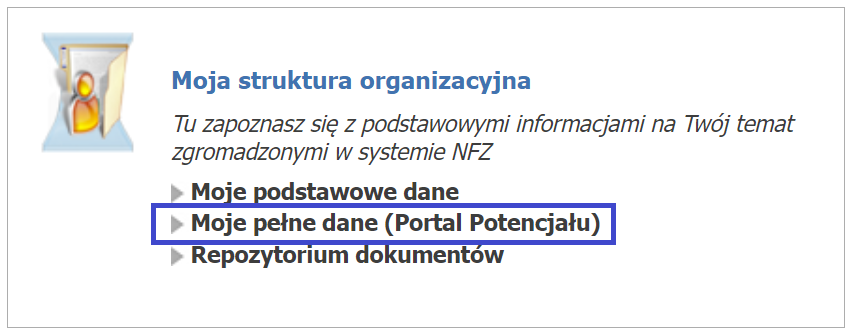 Moja struktura organizacyjna
Tu zapoznasz się z podstawowymi informacjami na Twój temat
zgromadzonymi w systemie NFZ
Moje podstawowe dane
Moje pełne dane (Portal Potencjału)
Repozytorium dokumentów